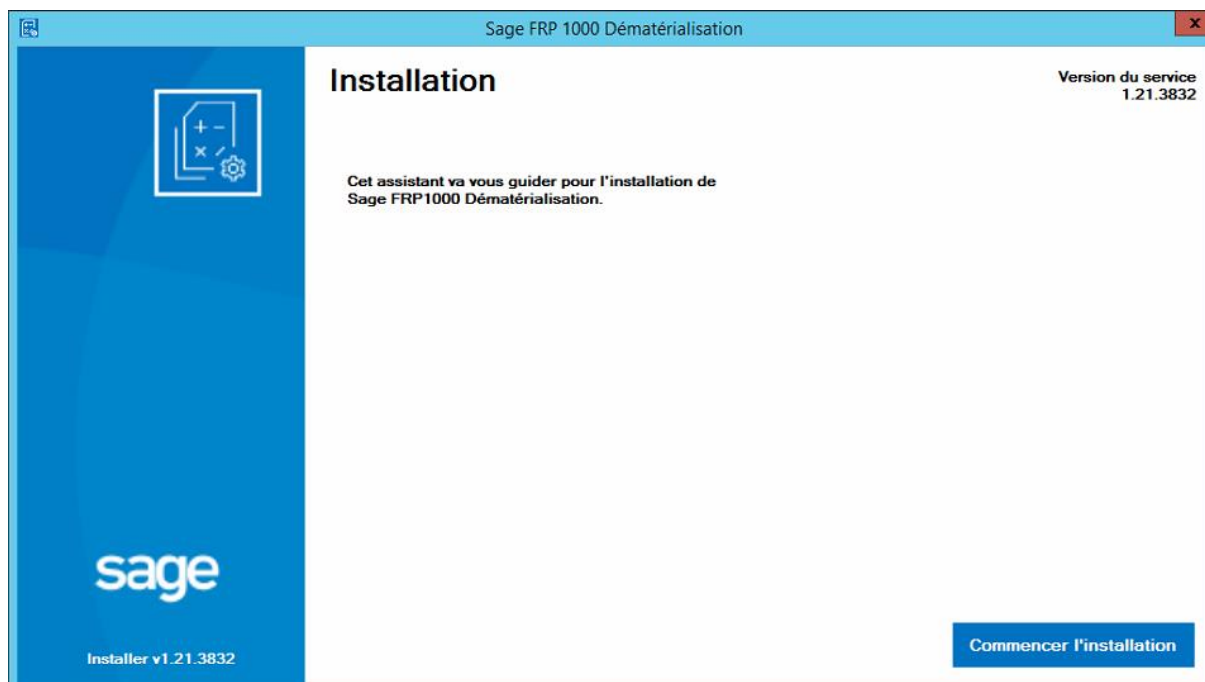 Sage FRP 1000 Dématérialisation
Installation
Version du service
1.21.3832
Cet assistant va vous guider pour l'installation de
Sage FRP1000 Dématérialisation.
sage
Installer v1.21.3832
Commencer l'installation